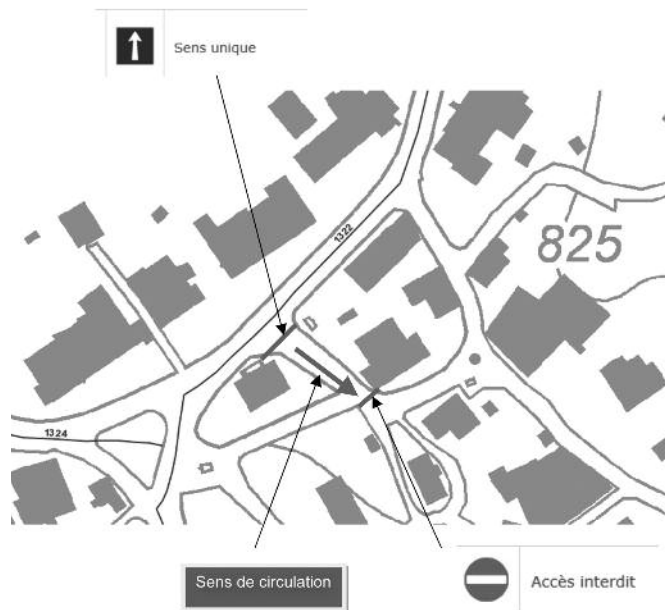 Sens unique
1322
825
1324
Sens de circulation
Accès interdit